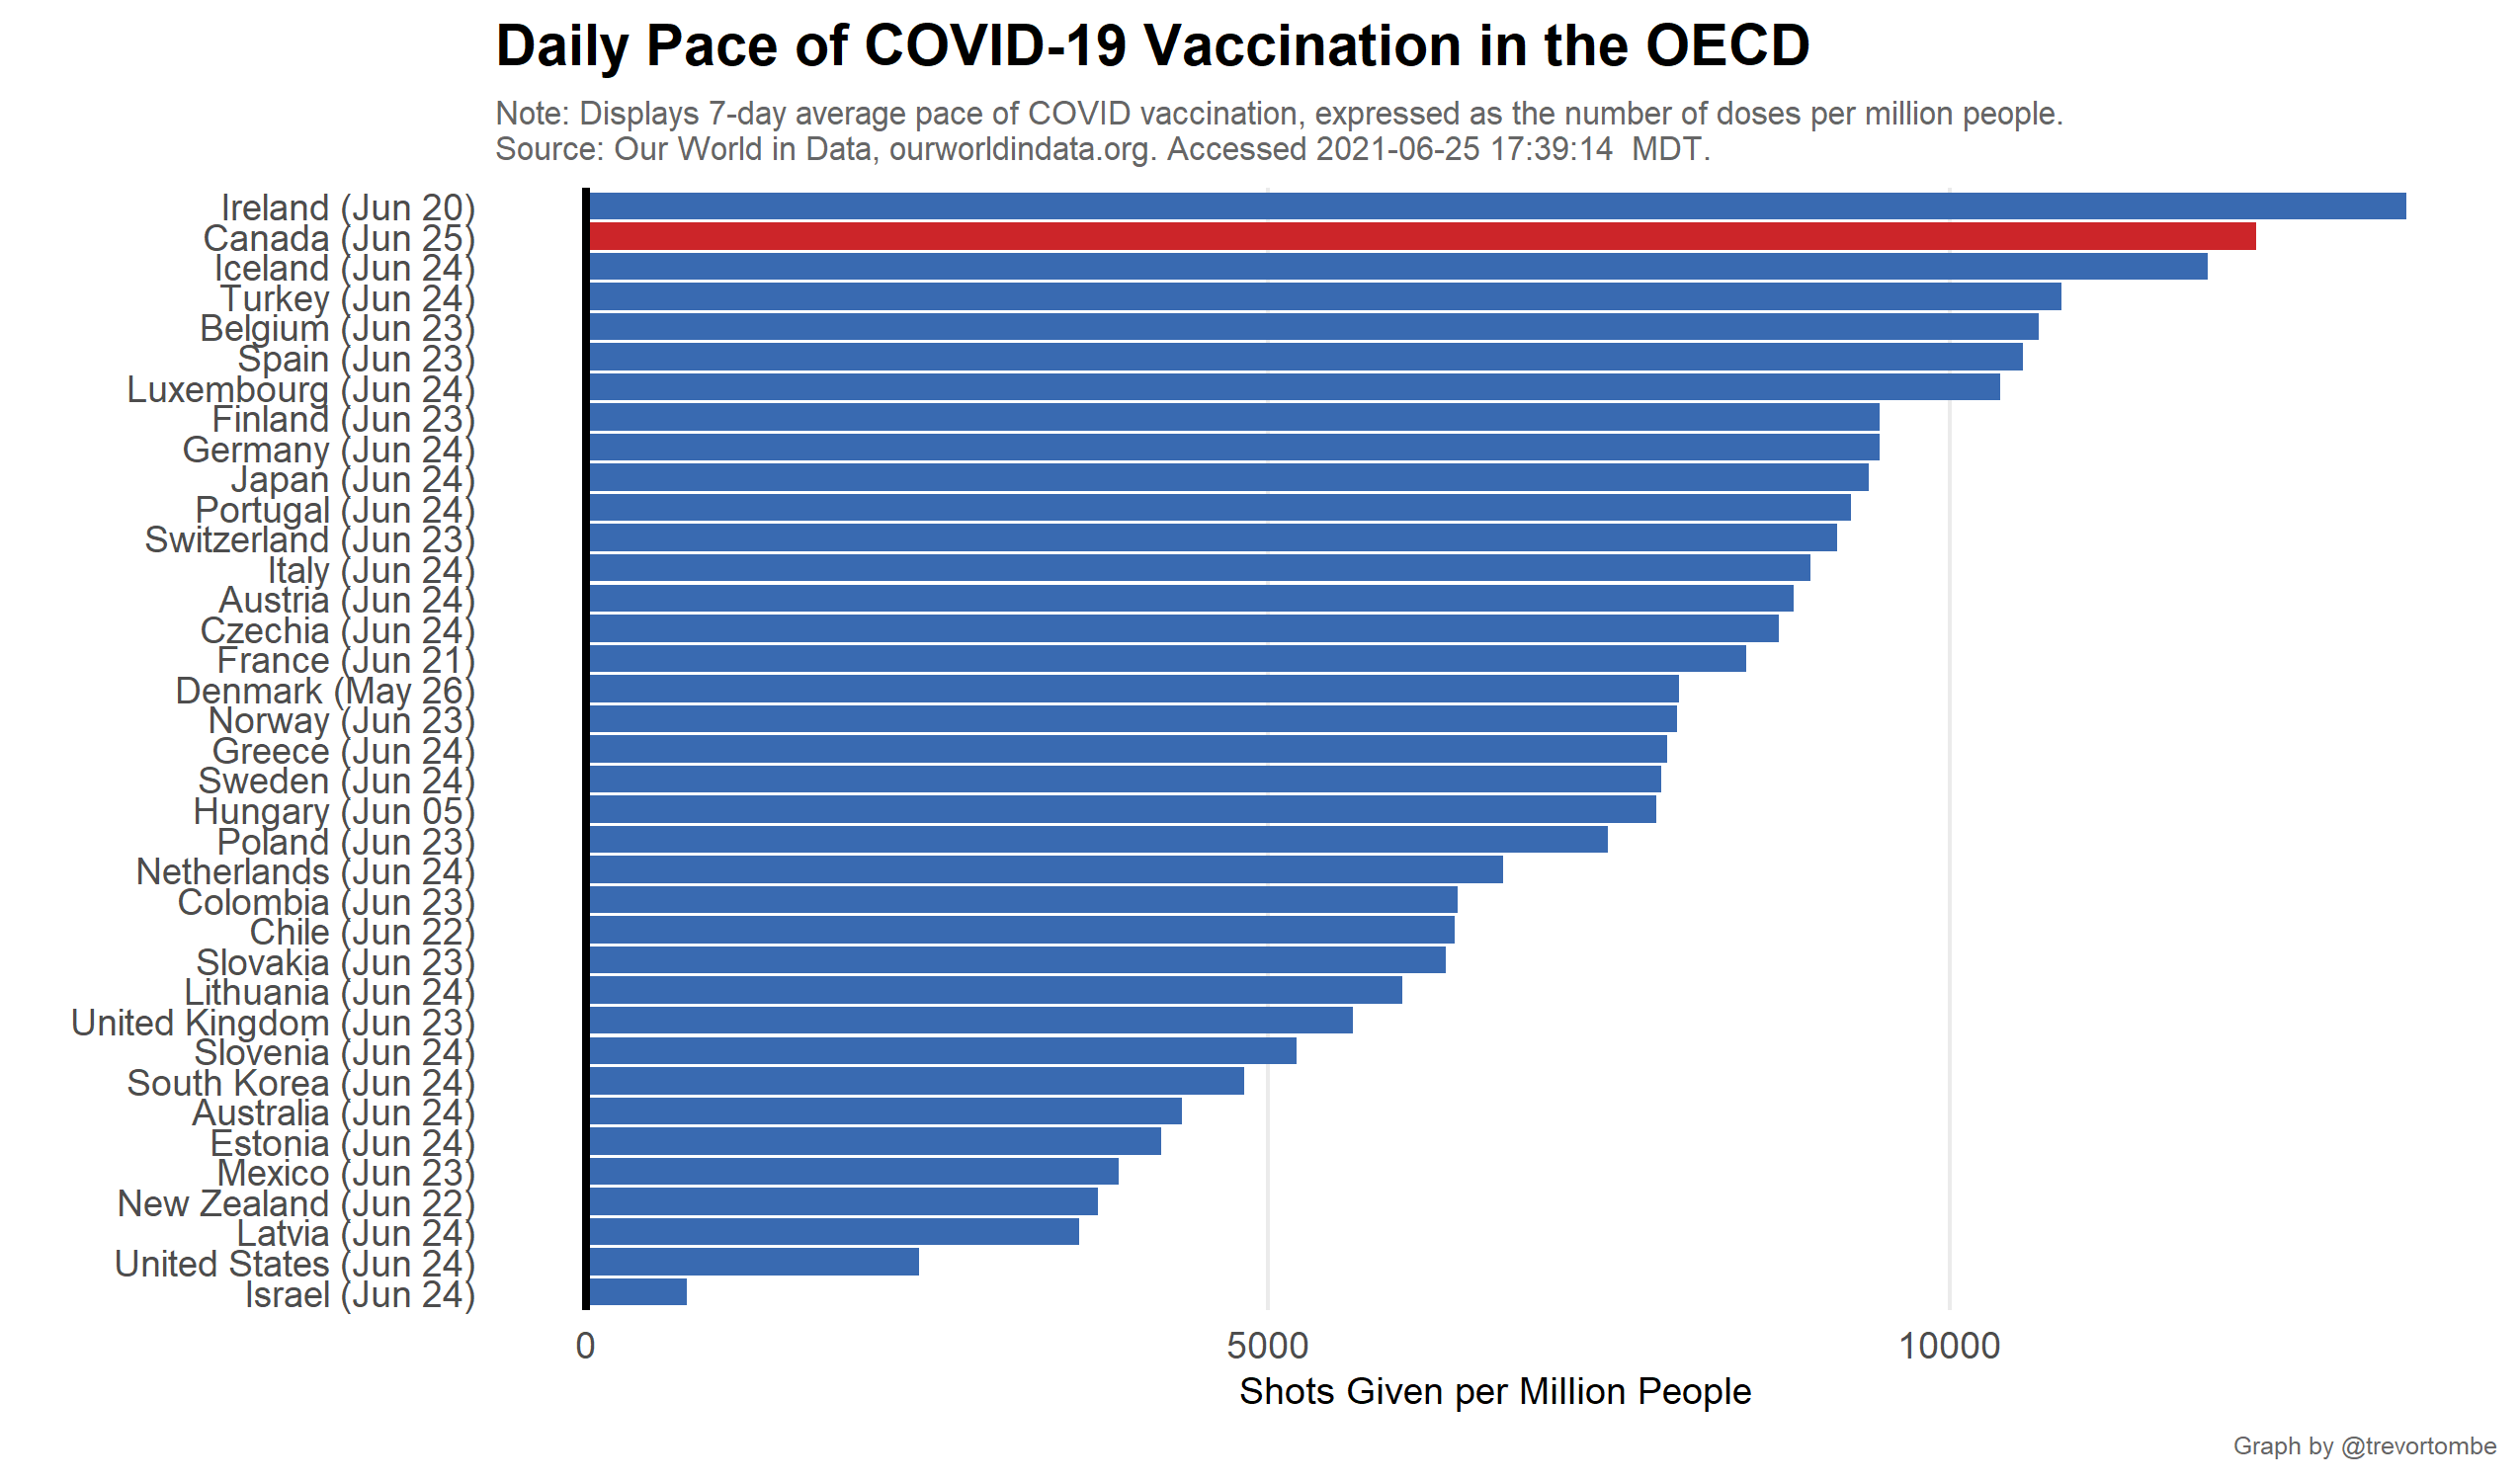 Daily Pace of COVID-19 Vaccination in the OECD
Note: Displays 7-day average pace of COVID vaccination, expressed as the number of doses per million people.
Source: Our World in Data, ourworldindata.org. Accessed 2021-06-25 17:39:14  MDT.
Ireland (Jun 20)
Canada (Jun 25)
Iceland (Jun 24)
Turkey (Jun 24)
Belgium (Jun 23)
Spain (Jun 23)
Luxembourg (Jun 24)
Finland (Jun 23)
Germany (Jun 24)
Japan (Jun 24)
Portugal (Jun 24)
Switzerland (Jun 23)
Italy (Jun 24)
Austria (Jun 24)
Czechia (Jun 24)
France (Jun 21)
Denmark (May 26)
Norway (Jun 23)
Greece (Jun 24)
Sweden (Jun 24)
Hungary (Jun 05)
Poland (Jun 23)
Netherlands (Jun 24)
Colombia (Jun 23)
Chile (Jun 22)
Slovakia (Jun 23)
Lithuania (Jun 24)
United Kingdom (Jun 23)
Slovenia (Jun 24)
South Korea (Jun 24)
Australia (Jun 24)
Estonia (Jun 24)
Mexico (Jun 23)
New Zealand (Jun 22)
Latvia (Jun 24)
United States (Jun 24)
Israel (Jun 24)
0 5000 10000
Shots Given per Million People
Graph by @trevortombe